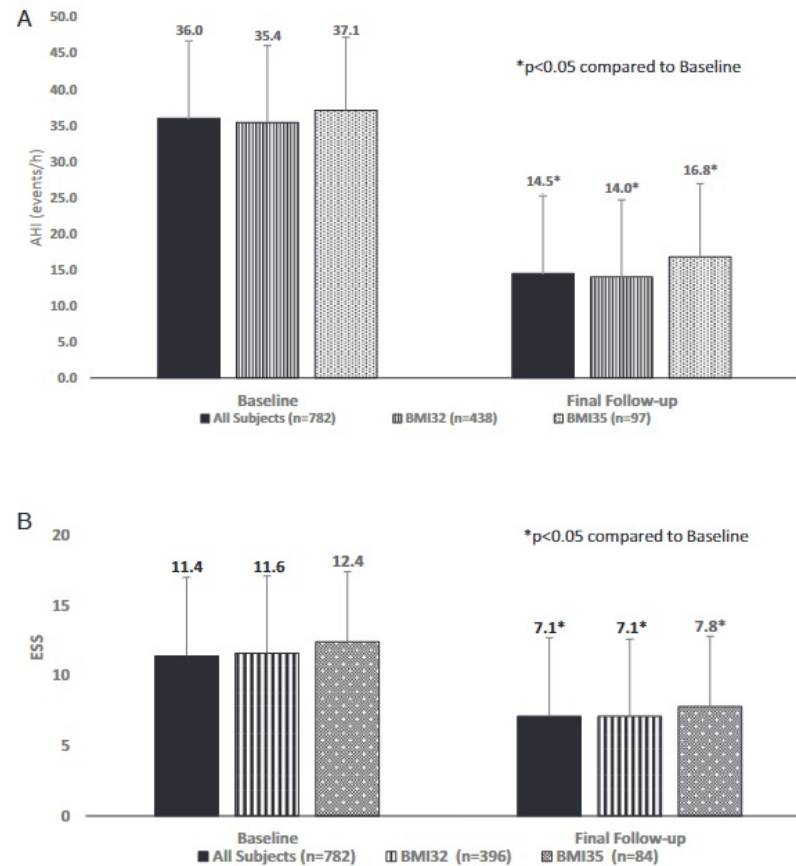 A
50.0
45.0
40.0
35.0
30.0
25.0
20.0
15.0
10.0
5.0
0.0
AHI (events/h)
36.0 35.4 37.1
*p<0.05 compared to Baseline
14.5* 14.0* 16.8*
Baseline Final Follow-up
All Subjects (n=782) BMI32 (n=438) BMI35 (n=97)
B
20
15
10
5
0
ESS
11.4 11.6 12.4
*p<0.05 compared to Baseline
7.1* 7.1* 7.8*
Baseline Final Follow-up
All Subjects (n=782) BMI32 (n=396) BMI35 (n=84)